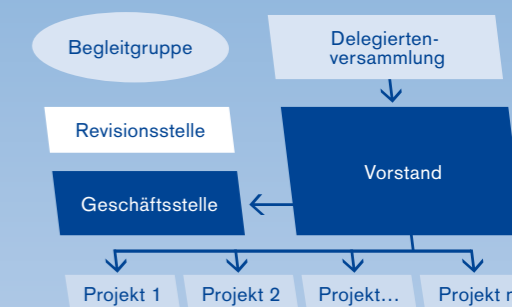 Begleitgruppe
Delegierten-
versammlung
Revisionsstelle
Vorstand
Geschäftsstelle
Projekt 1
Projekt 2
Projekt...
Projekt n